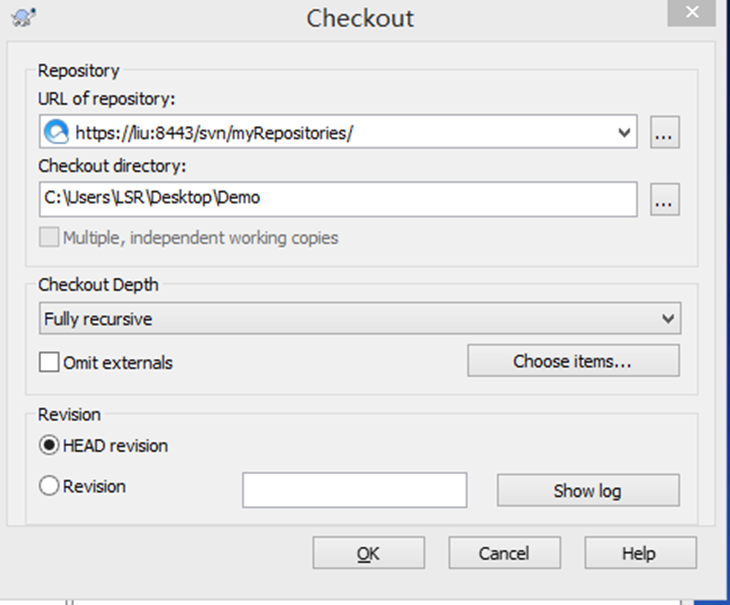 Checkout
Repository
URL of repository:
https://liu:8443/svn/myRepositories/
...
Checkout directory:
C:\Users\LSR\Desktop\Demo
...
Multiple, independent working copies
Checkout Depth
Fully recursive
Omit externals
Choose items...
Revision
HEAD revision
Revision
Show log
OK
Cancel
Help